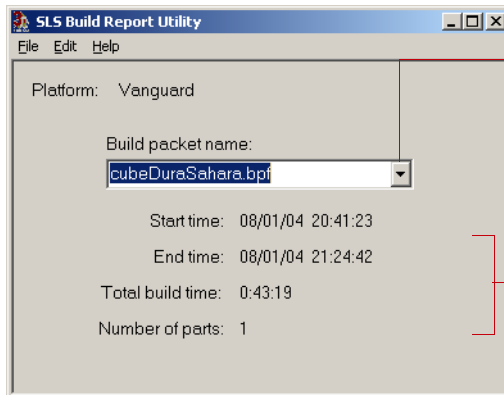 SLS Build Report Utility
File Edit Help
Platform: Vanguard
Build packet name:
cubeDuraSahara.bpf
Start time: 08/01/04 20:41:23
End time: 08/01/04 21:24:42
Total build time: 0:43:19
Number of parts: 1